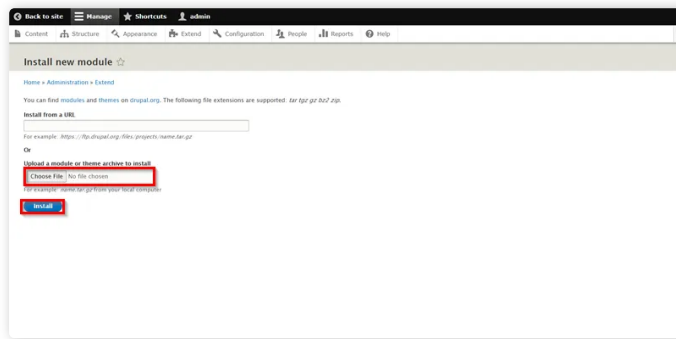 Back to site Manage Shortcuts admin
Content Structure Appearance Extend Configuration People Reports Help
Install new module
Home » Administration » Extend
You can find modules and themes on drupal.org. The following file extensions are supported: tar tgz gz bz2 zip.
Install from a URL
For example: https://ftp.drupal.org/files/projects/name.tar.gz
Or
Upload a module or theme archive to install
Choose File No file chosen
For example: name.tar.gz from your local computer
Install